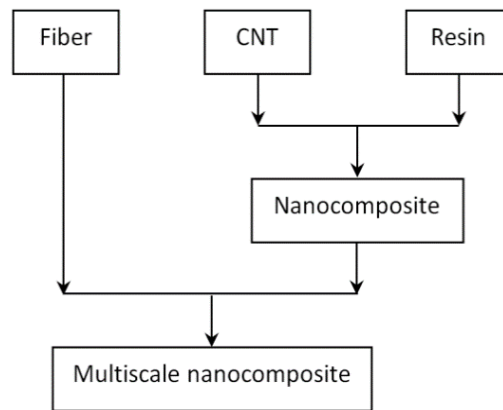 Fiber
CNT
Resin
Nanocomposite
Multiscale nanocomposite